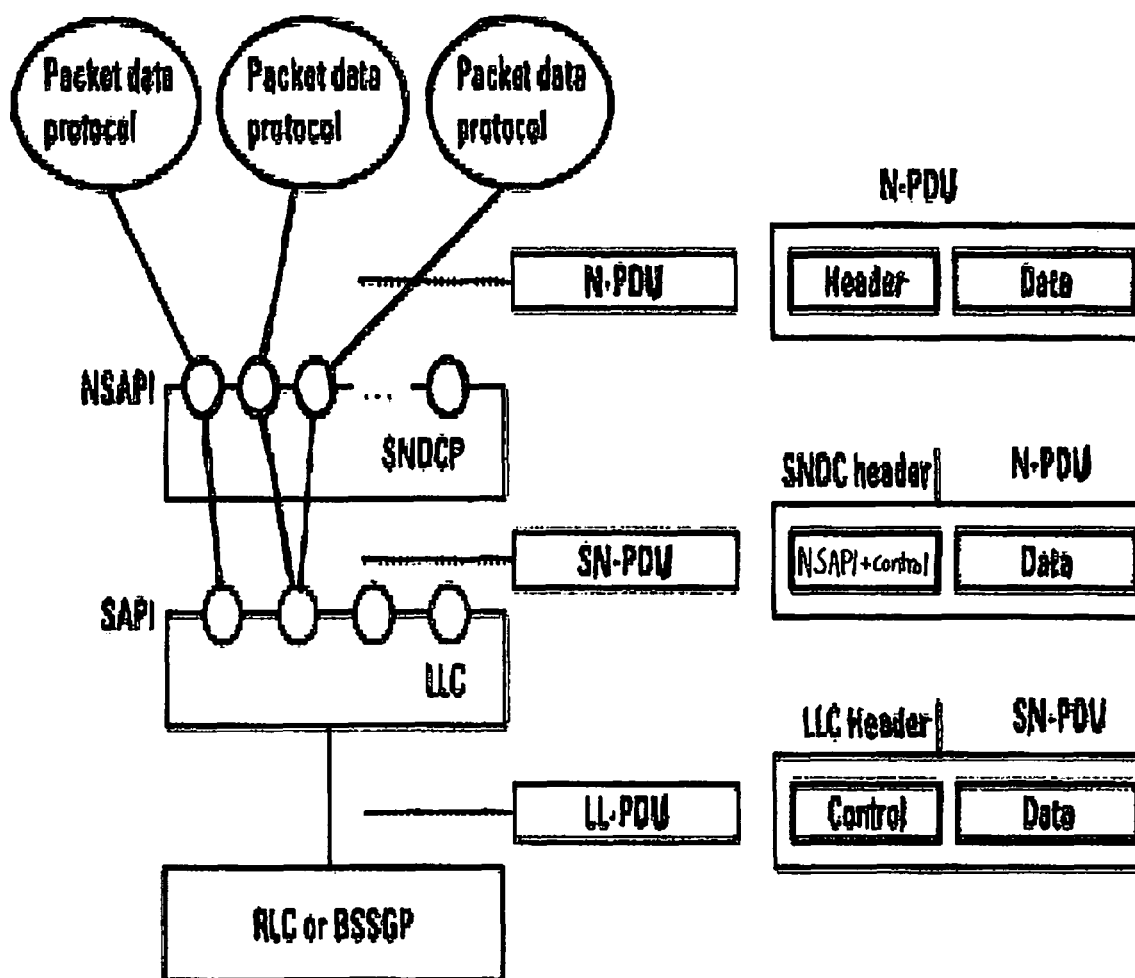 Packet data
protocol
Packet data
protocol
Packet data
protocol
N-PDU
N-PDU
Header
Data
NSAPI
...
SNDCP
SNDC header
N-PDU
SN-PDU
NSAPI+control
Data
SAPI
LLC
LLC Header
SN-PDU
LL-PDU
Control
Data
RLC or BSSGP